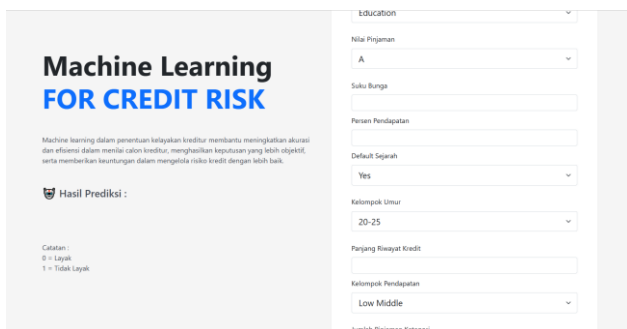 Machine Learning
FOR CREDIT RISK
Machine learning dalam penentuan kelayakan kreditur membantu meningkatkan akurasi
dan efisiensi dalam menilai calon kreditur, menghasilkan keputusan yang lebih objektif,
serta memberikan keuntungan dalam mengelola risiko kredit dengan lebih baik.
Hasil Prediksi :
Catatan :
0 = Layak
1 = Tidak Layak
Education
Nilai Pinjaman
A
Suku Bunga
Persen Pendapatan
Default Sejarah
Yes
Kelompok Umur
20-25
Panjang Riwayat Kredit
Kelompok Pendapatan
Low Middle
Jumlah Pinjaman Kategori